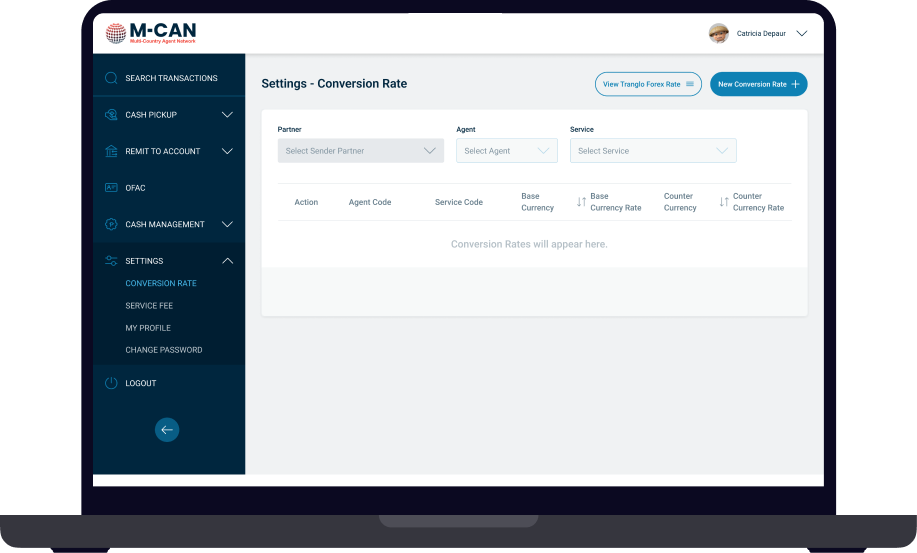 M-CAN
Multi-Country Agent Network
Catricia Depaur
SEARCH TRANSACTIONS
CASH PICKUP
REMIT TO ACCOUNT
OFAC
CASH MANAGEMENT
SETTINGS
CONVERSION RATE
SERVICE FEE
MY PROFILE
CHANGE PASSWORD
LOGOUT
Settings - Conversion Rate
View Tranglo Forex Rate
New Conversion Rate
Partner
Agent
Service
Select Sender Partner
Select Agent
Select Service
Action
Agent Code
Service Code
Base
Currency
Base
Currency Rate
Counter
Currency
Counter
Currency Rate
Conversion Rates will appear here.